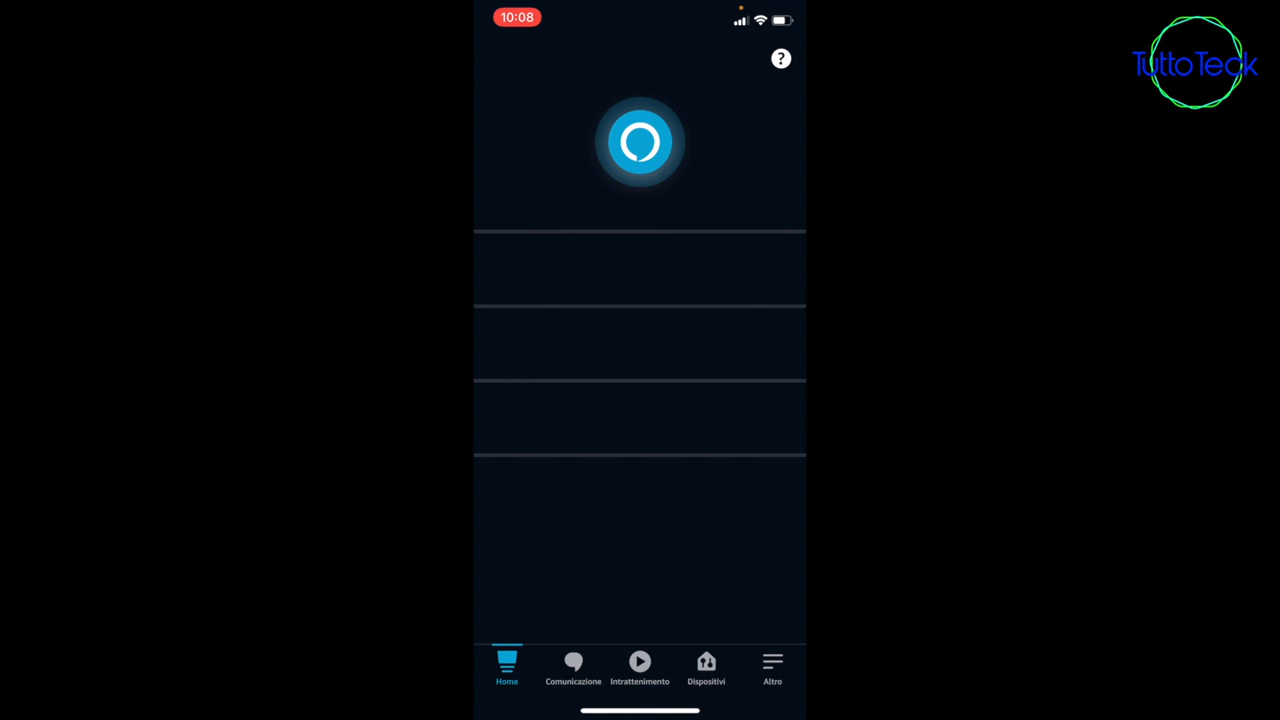 10:08
?
TuttoTeck
Home
Comunicazione
Intrattenimento
Dispositivi
Altro